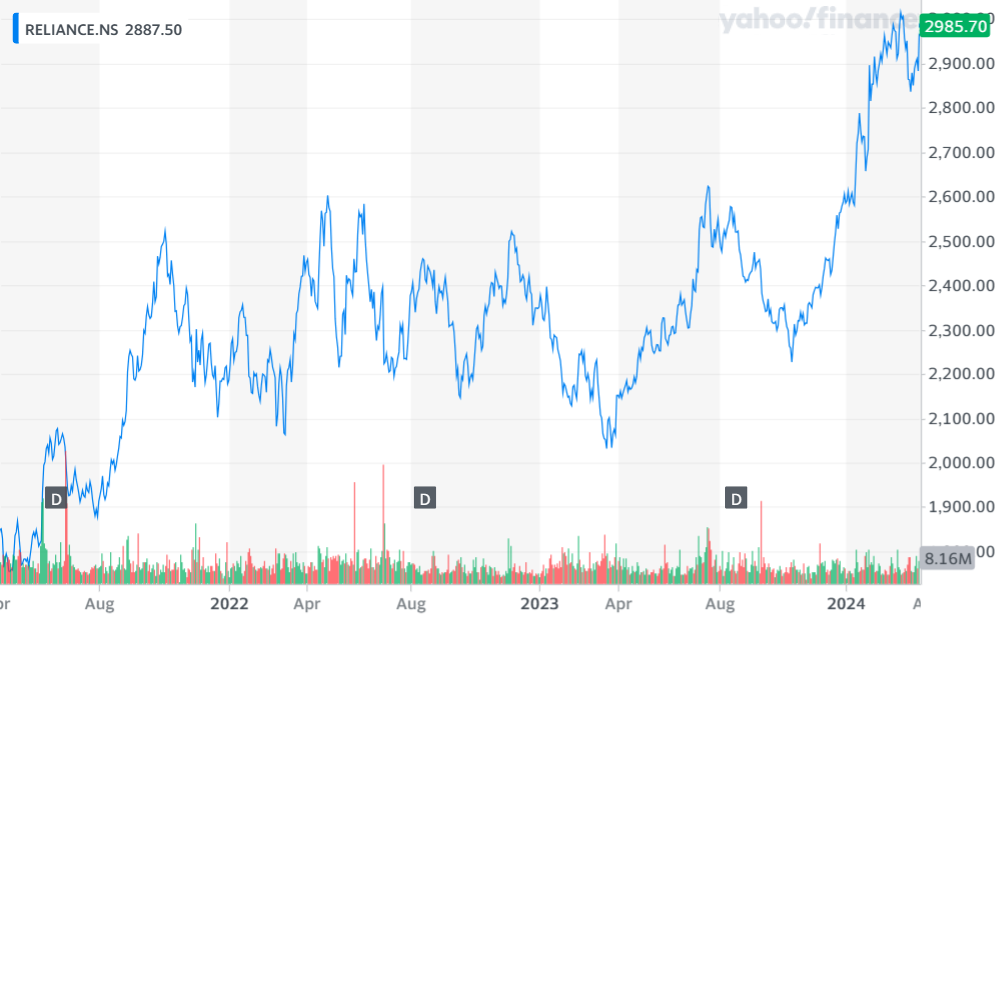 yahoo!finance
RELIANCE.NS 2887.50
2985.70
2,900.00
2,800.00
2,700.00
2,600.00
2,500.00
2,400.00
2,300.00
2,200.00
2,100.00
2,000.00
D D D
1,900.00
8.16M
Aug 2022 Apr Aug 2023 Apr Aug 2024